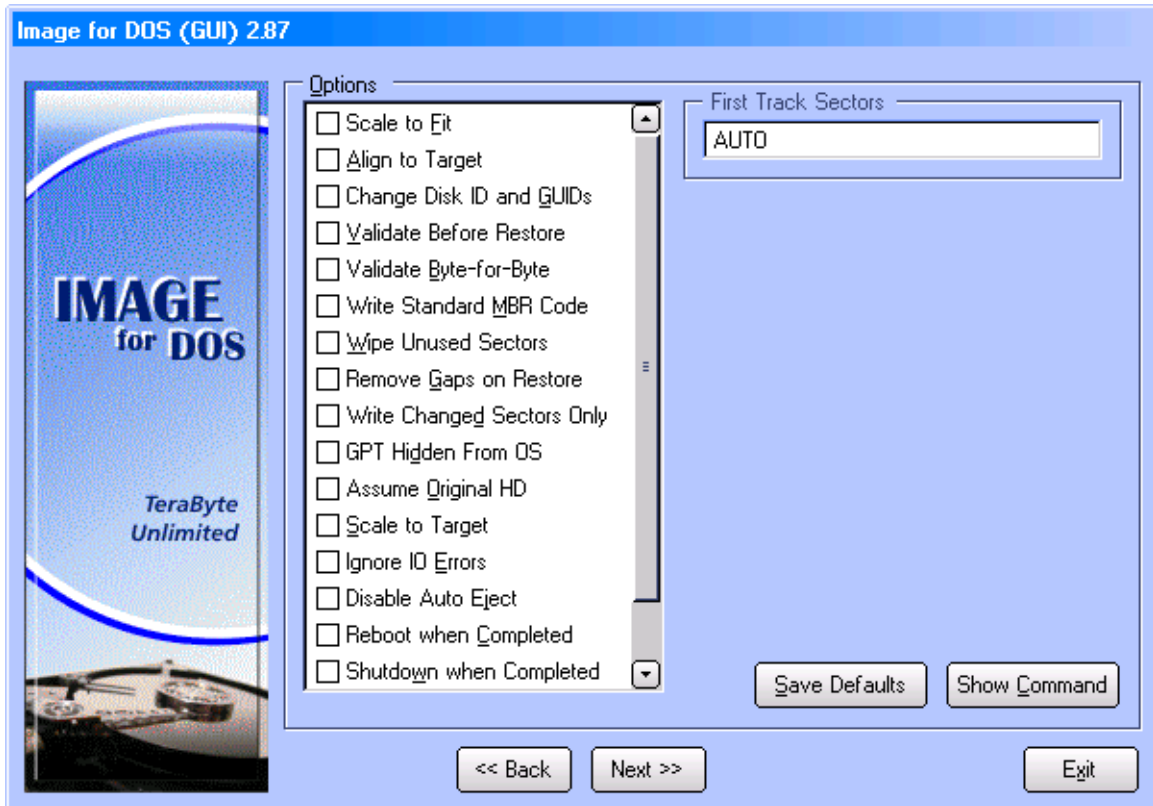 Image for DOS (GUI) 2.87
IMAGE
for DOS
TeraByte
Unlimited
Options
Scale to Fit
Align to Target
Change Disk ID and GUIDs
Validate Before Restore
Validate Byte-for-Byte
Write Standard MBR Code
Wipe Unused Sectors
Remove Gaps on Restore
Write Changed Sectors Only
GPT Hidden From OS
Assume Original HD
Scale to Target
Ignore IO Errors
Disable Auto Eject
Reboot when Completed
Shutdown when Completed
First Track Sectors
AUTO
Save Defaults
Show Command
<< Back
Next >>
Exit